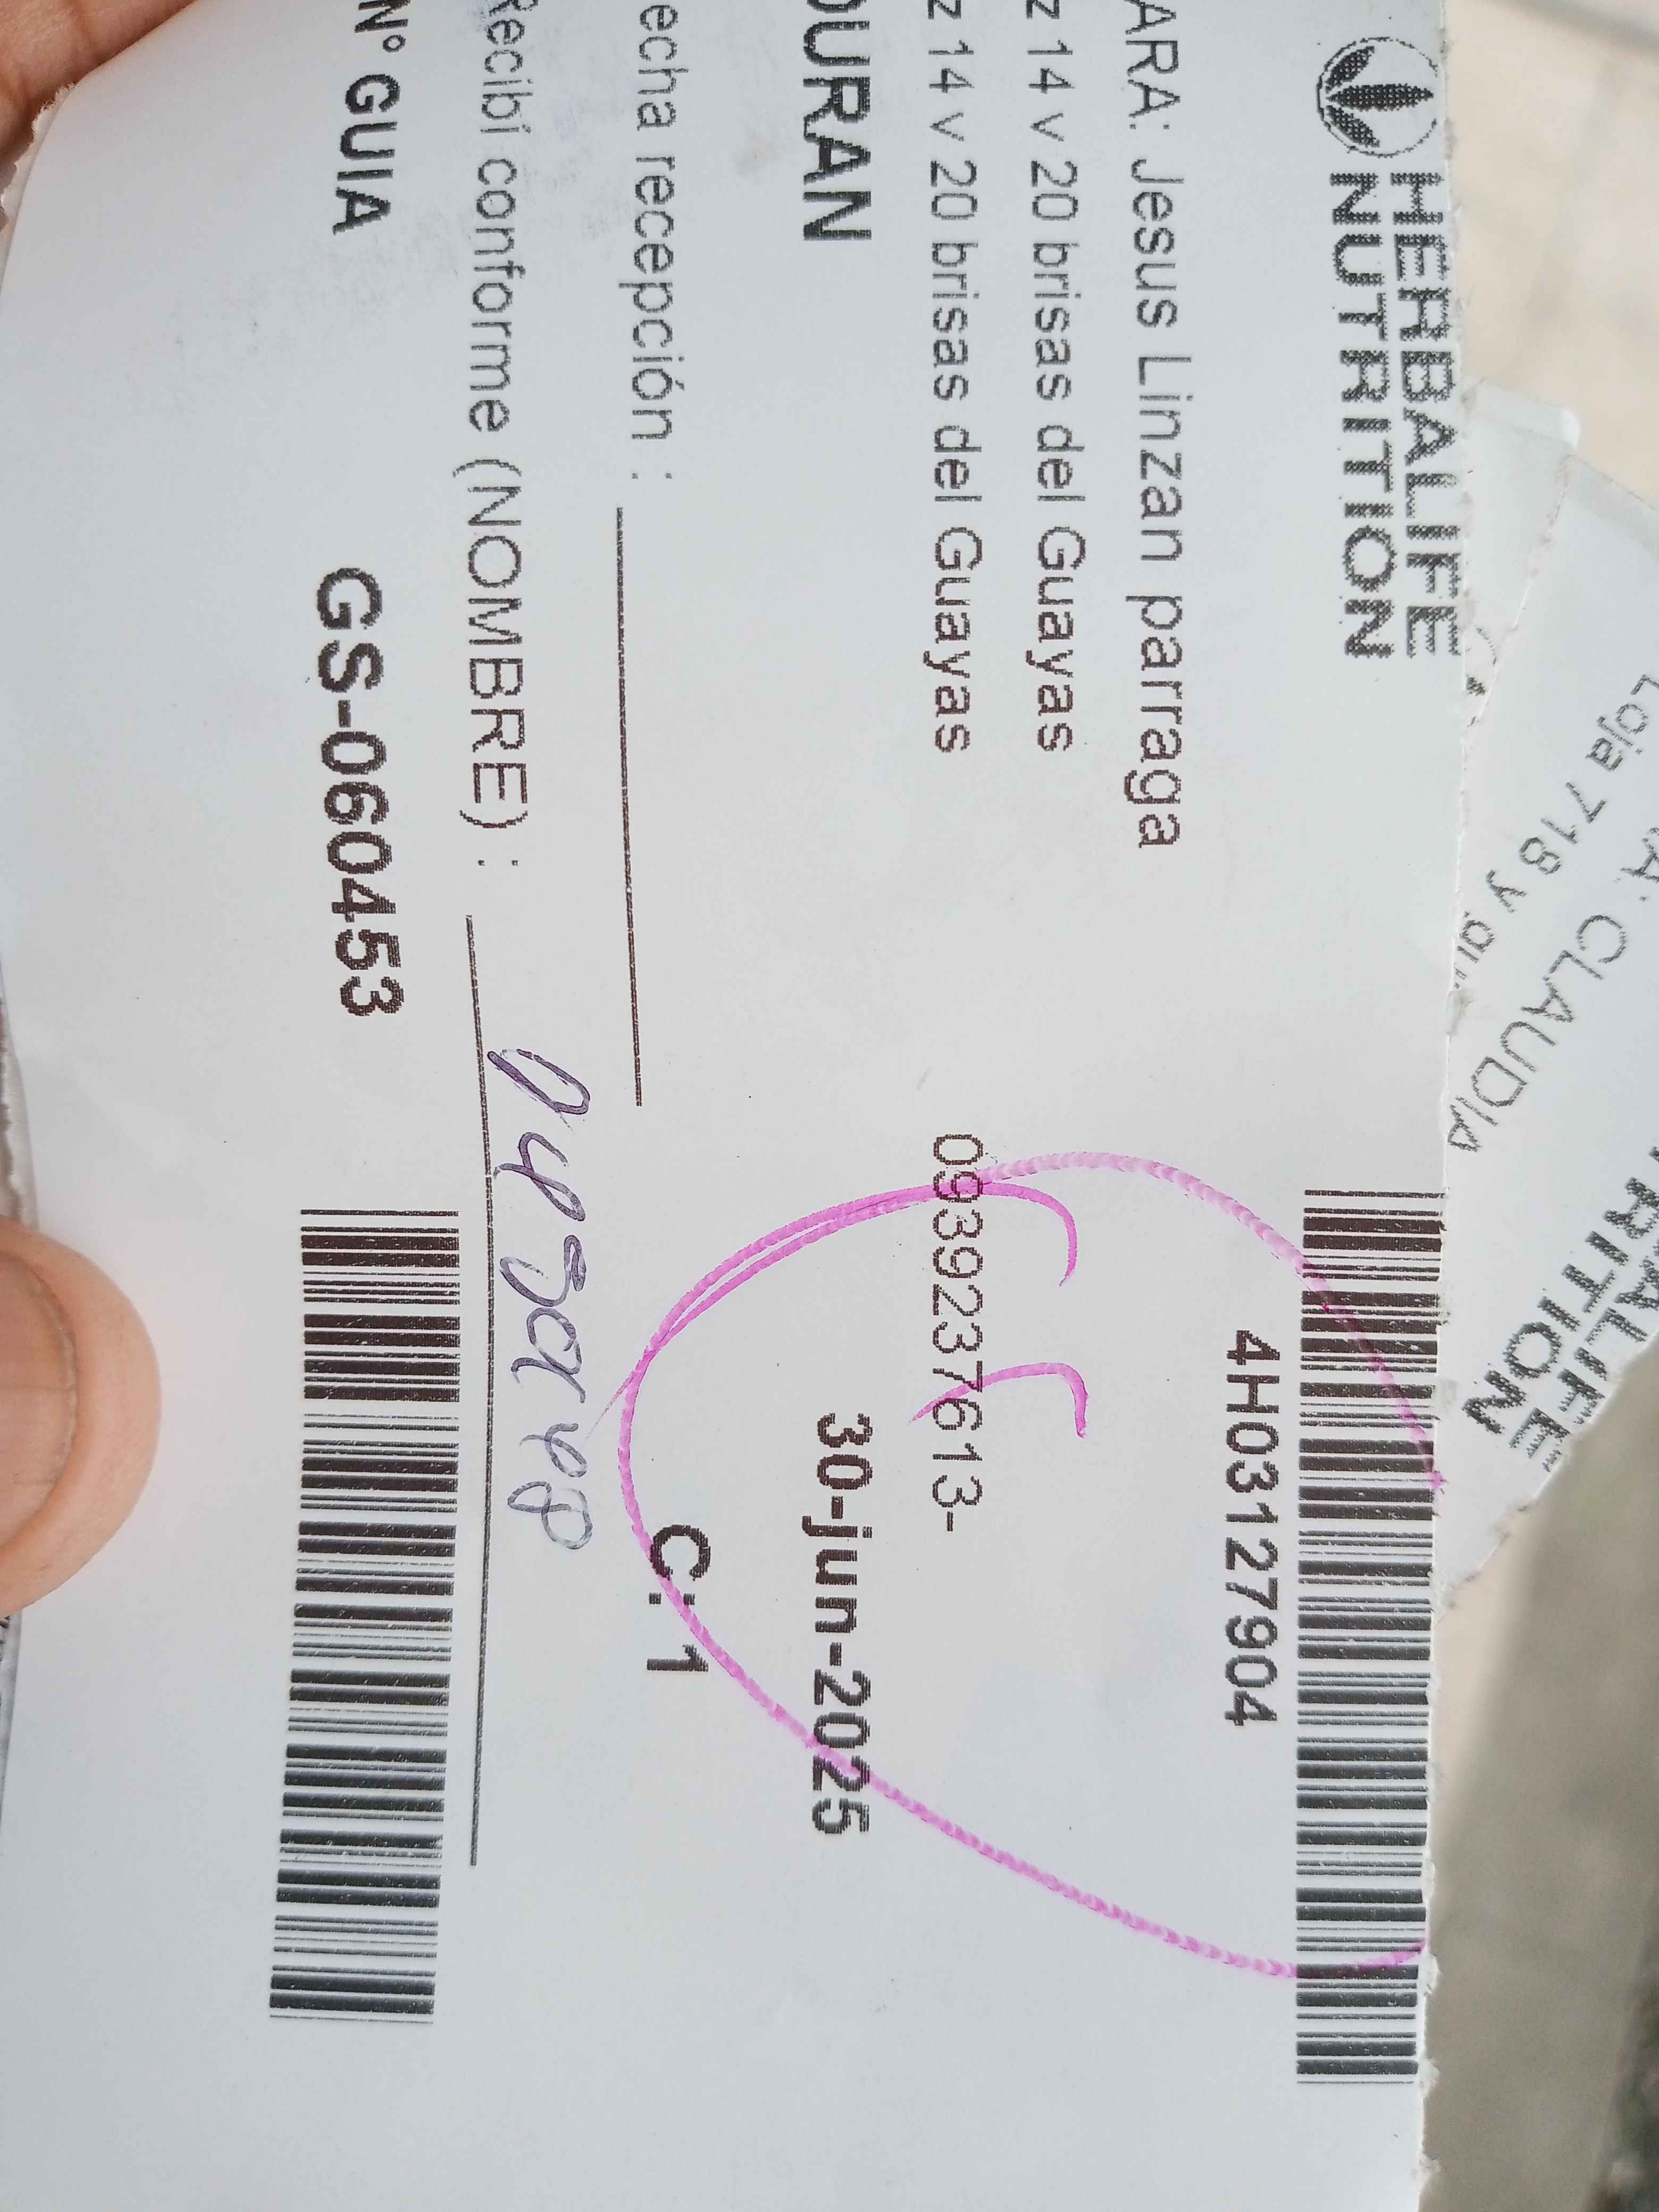 HERBALIFE
NUTRITION
4H03127904
ARA: Jesus Linzan parraga
z 14 v 20 brisas del Guayas
z 14 v 20 brisas del Guayas 0939237613-
DURAN 30-jun-2025
echa recepción : C: 1
Recibí conforme (NOMBRE) :
N° GUIA GS-060453
CLAUDIA
Loja 718 y